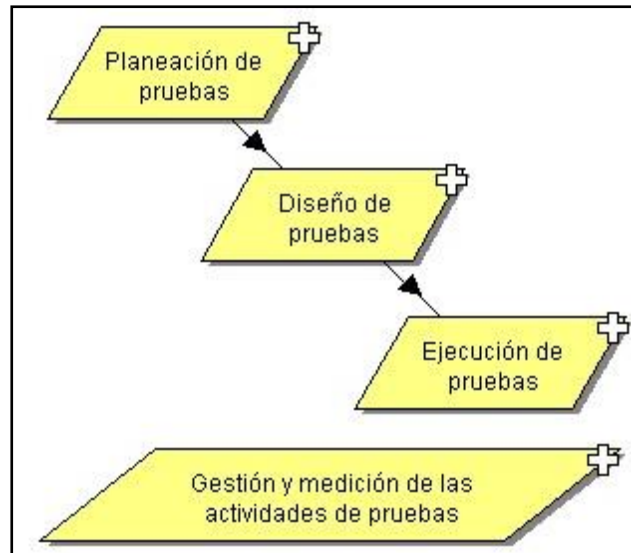 Planeación de
pruebas
Diseño de
pruebas
Ejecución de
pruebas
Gestión y medición de las
actividades de pruebas